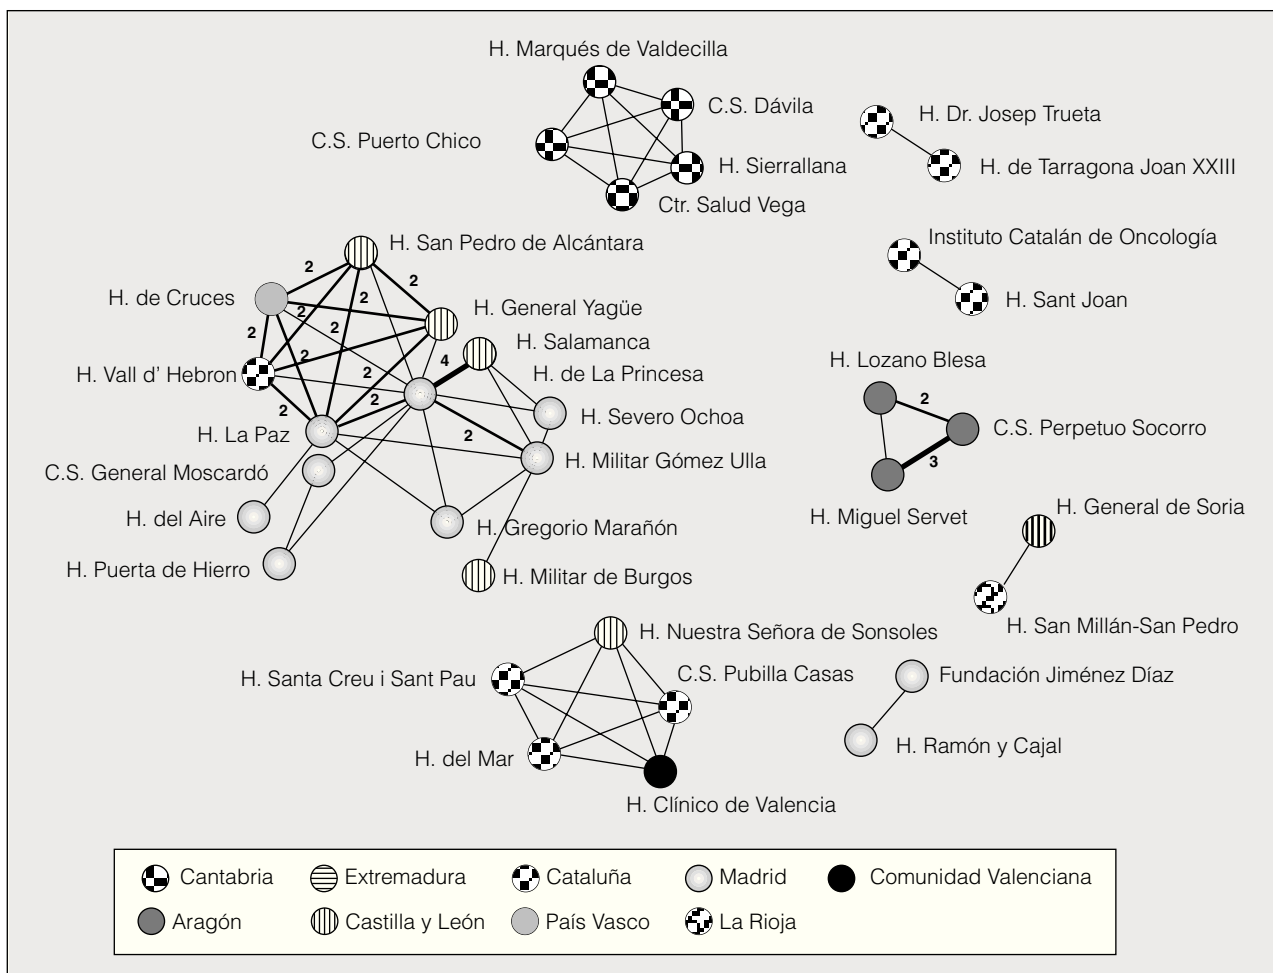 H. Marqués de Valdecilla
C.S. Dávila
H. Dr. Josep Trueta
C.S. Puerto Chico
H. Sierrallana
H. de Tarragona Joan XXIII
Ctr. Salud Vega
H. San Pedro de Alcántara
Instituto Catalán de Oncología
2
2
H. de Cruces
2
2
H. Sant Joan
H. General Yagüe
2
2
H. Salamanca
2
4
H. Lozano Blesa
H. Vall d' Hebron
2
H. de La Princesa
2
2
2
H. Severo Ochoa
C.S. Perpetuo Socorro
H. La Paz
2
3
H. Militar Gómez Ulla
C.S. General Moscardó
H. General de Soria
H. del Aire
H. Miguel Servet
H. Gregorio Marañón
H. Puerta de Hierro
H. Militar de Burgos
H. San Millán-San Pedro
H. Nuestra Señora de Sonsoles
H. Santa Creu i Sant Pau
C.S. Pubilla Casas
Fundación Jiménez Díaz
H. del Mar
H. Ramón y Cajal
H. Clínico de Valencia
Cantabria
Extremadura
Cataluña
Madrid
Comunidad Valenciana
Aragón
Castilla y León
País Vasco
La Rioja